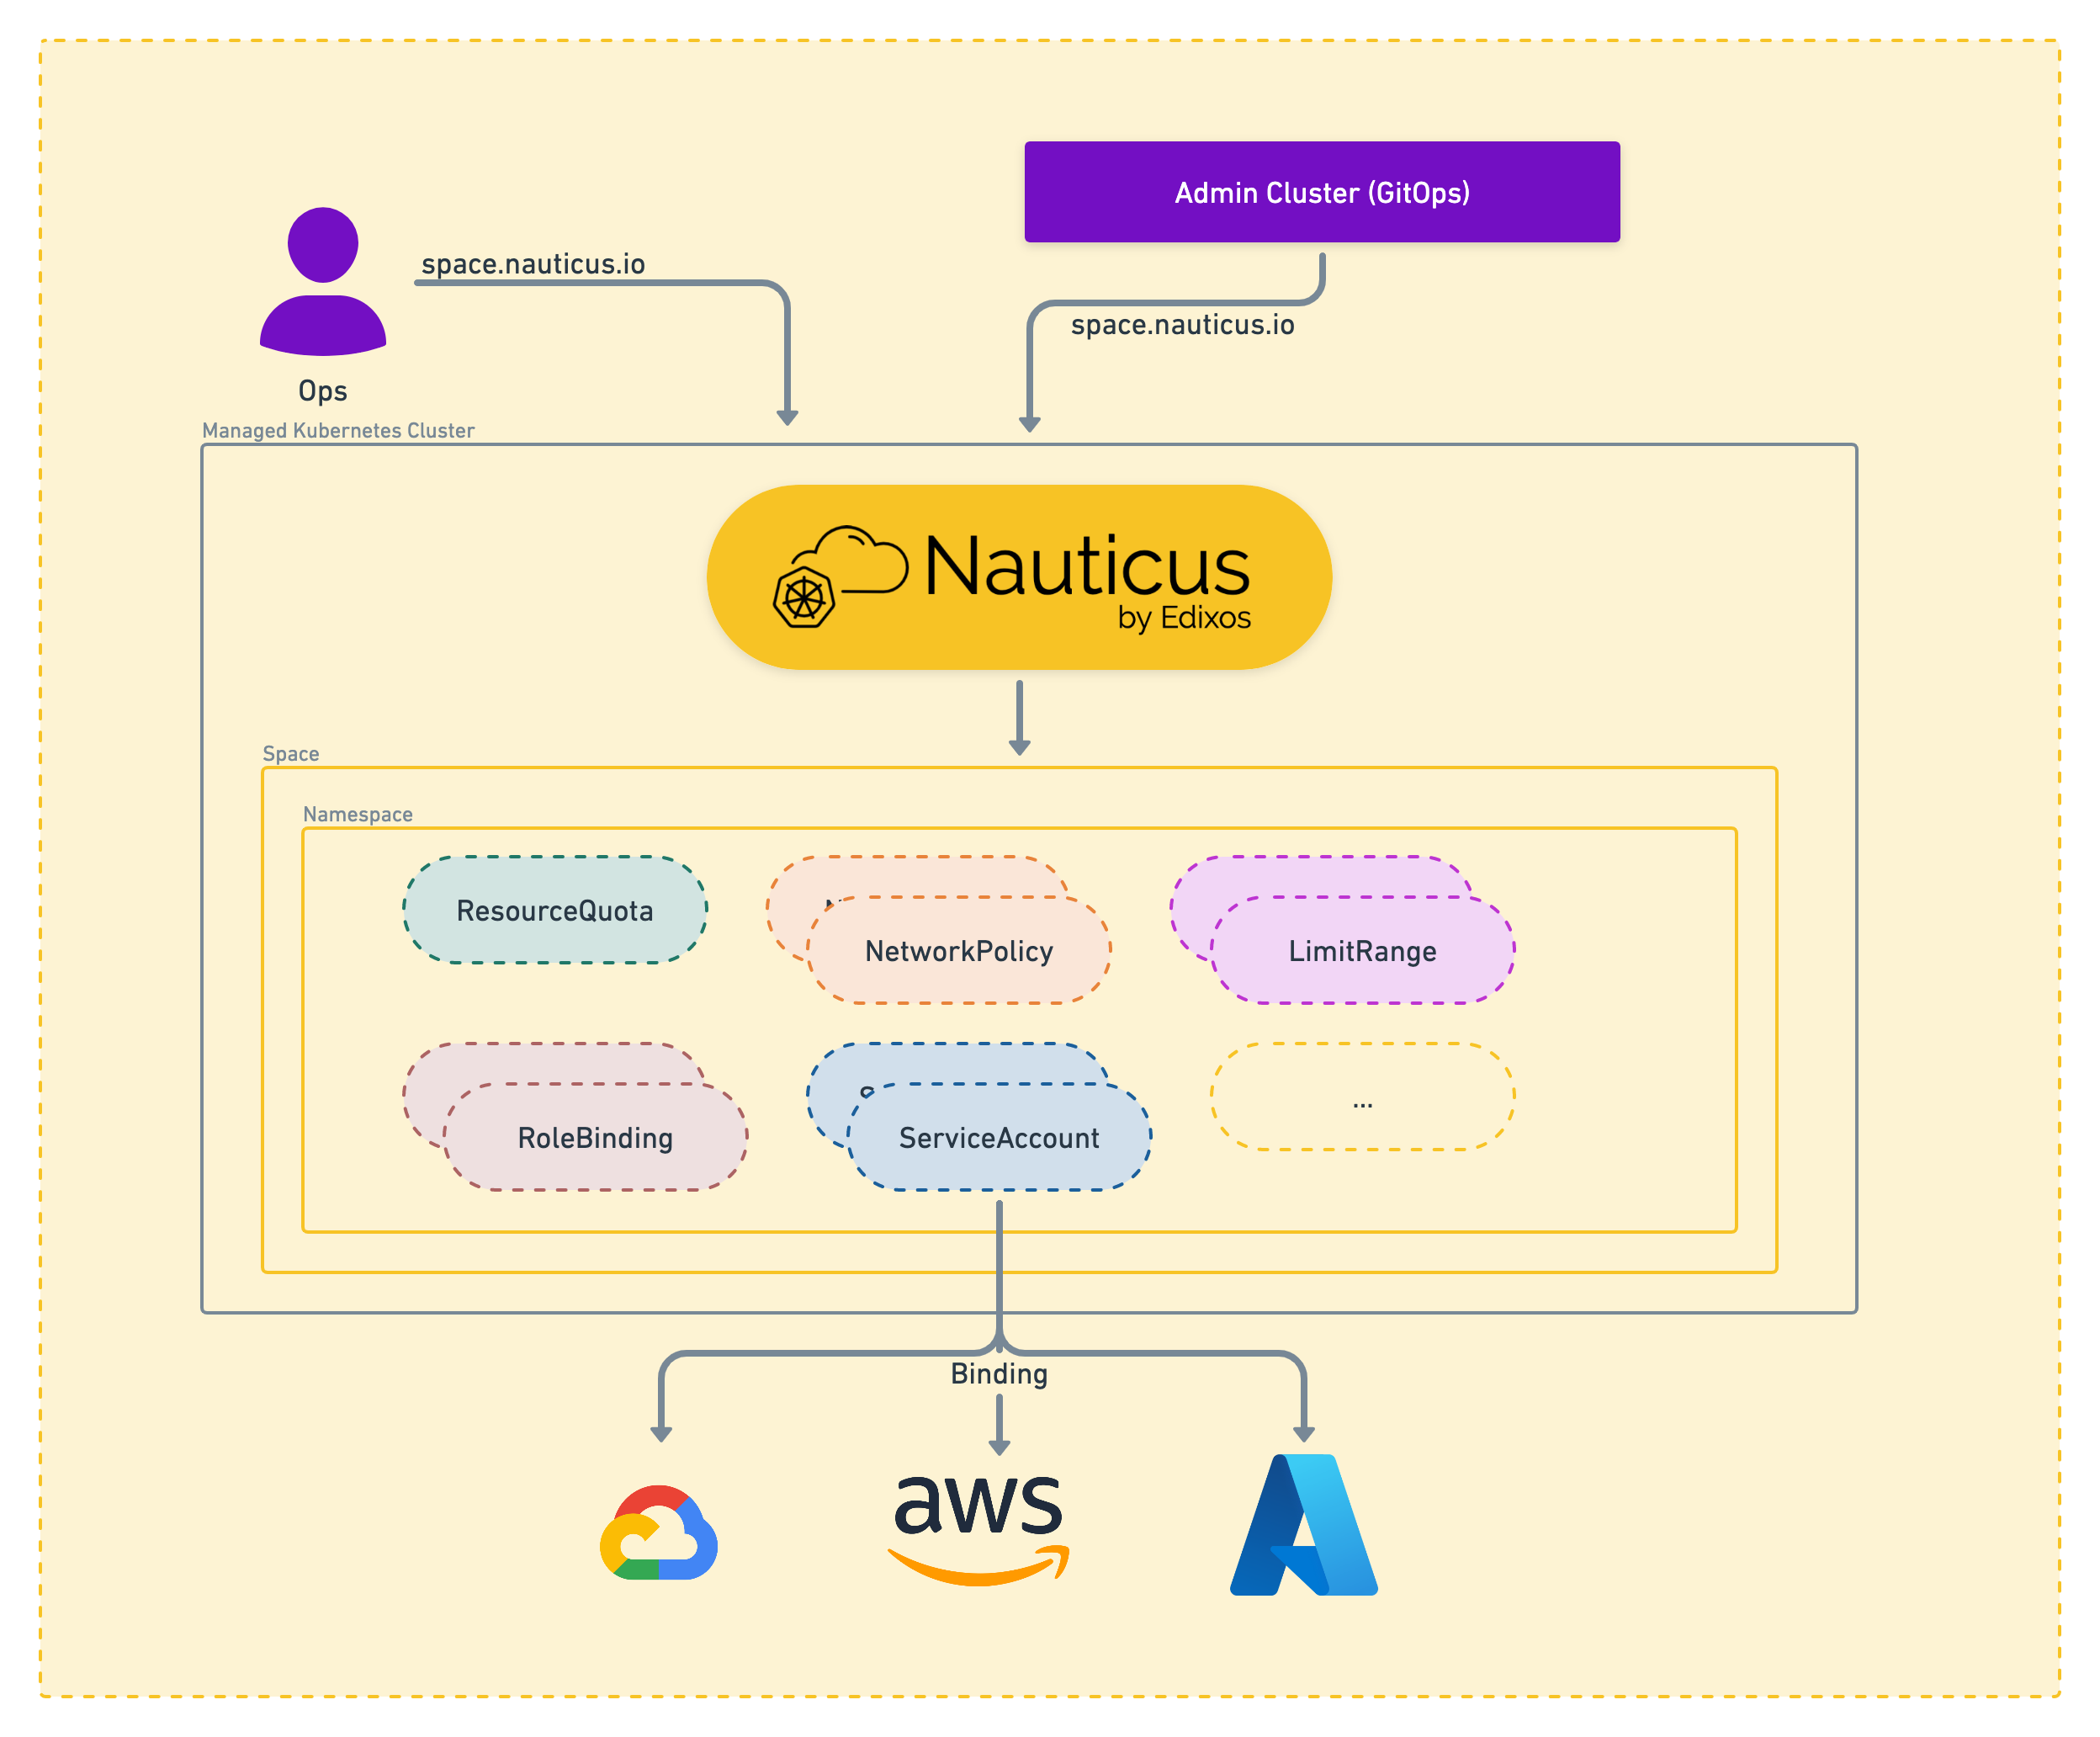 Admin Cluster (GitOps)
space.nauticus.io
space.nauticus.io
Ops
Managed Kubernetes Cluster
Nauticus
by Edixos
Space
Namespace
ResourceQuota
NetworkPolicy
LimitRange
RoleBinding
ServiceAccount
...
Binding
aws